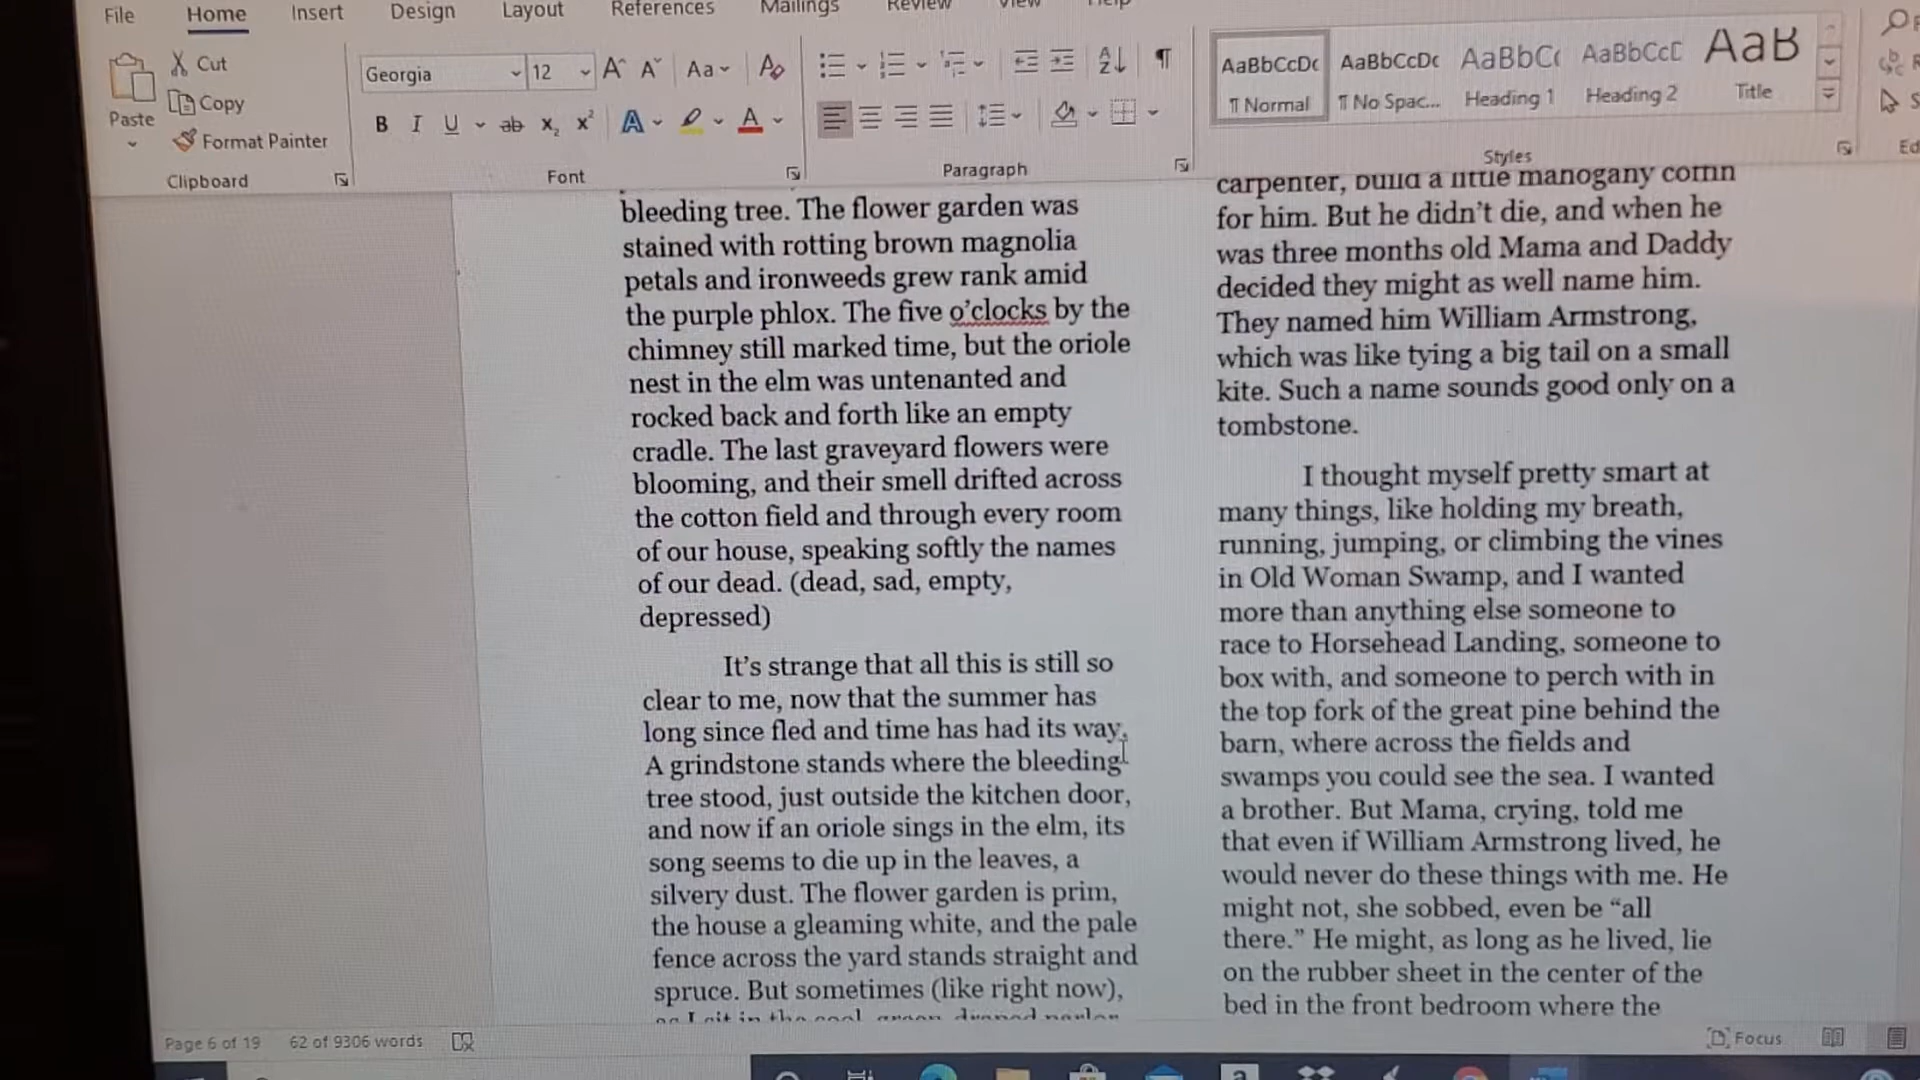 File Home Insert Design Layout References Mailings Review View Help
Cut
Copy
Format Painter
Paste
Clipboard
Georgia 12 Aa
B I U ab x₂ x² A A
Font
Paragraph
AaBbCcDc AaBbCcDc AaBbC AaBbCcD AaB
¶ Normal ¶ No Spac... Heading 1 Heading 2 Title
Styles
bleeding tree. The flower garden was
stained with rotting brown magnolia
petals and ironweeds grew rank amid
the purple phlox. The five o’clocks by the
chimney still marked time, but the oriole
nest in the elm was untenanted and
rocked back and forth like an empty
cradle. The last graveyard flowers were
blooming, and their smell drifted across
the cotton field and through every room
of our house, speaking softly the names
of our dead. (dead, sad, empty,
depressed)
It’s strange that all this is still so
clear to me, now that the summer has
long since fled and time has had its way.
A grindstone stands where the bleeding
tree stood, just outside the kitchen door,
and now if an oriole sings in the elm, its
song seems to die up in the leaves, a
silvery dust. The flower garden is prim,
the house a gleaming white, and the pale
fence across the yard stands straight and
spruce. But sometimes (like right now),
as I sit in the cool, green-draped parlor,
carpenter, build a little mahogany coffin
for him. But he didn’t die, and when he
was three months old Mama and Daddy
decided they might as well name him.
They named him William Armstrong,
which was like tying a big tail on a small
kite. Such a name sounds good only on a
tombstone.
I thought myself pretty smart at
many things, like holding my breath,
running, jumping, or climbing the vines
in Old Woman Swamp, and I wanted
more than anything else someone to
race to Horsehead Landing, someone to
box with, and someone to perch with in
the top fork of the great pine behind the
barn, where across the fields and
swamps you could see the sea. I wanted
a brother. But Mama, crying, told me
that even if William Armstrong lived, he
would never do these things with me. He
might not, she sobbed, even be “all
there.” He might, as long as he lived, lie
on the rubber sheet in the center of the
bed in the front bedroom where the
Page 6 of 19 62 of 9306 words
Focus